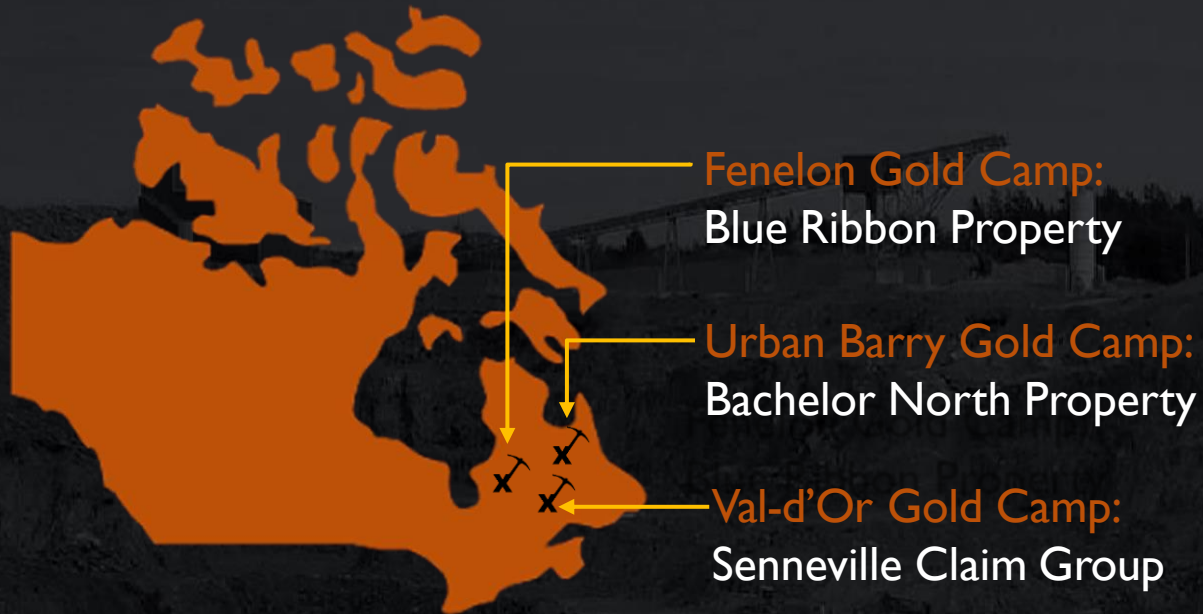 Fenelon Gold Camp:
Blue Ribbon Property
Urban Barry Gold Camp:
Bachelor North Property
Val-d’Or Gold Camp:
Senneville Claim Group